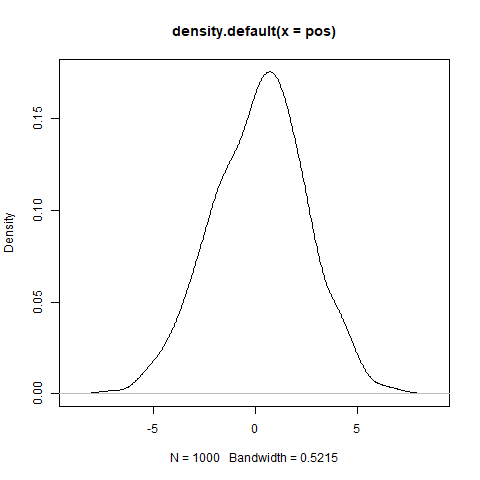 density.default(x = pos)
Density
0.00
0.05
0.10
0.15
-5
0
5
N = 1000 Bandwidth = 0.5215